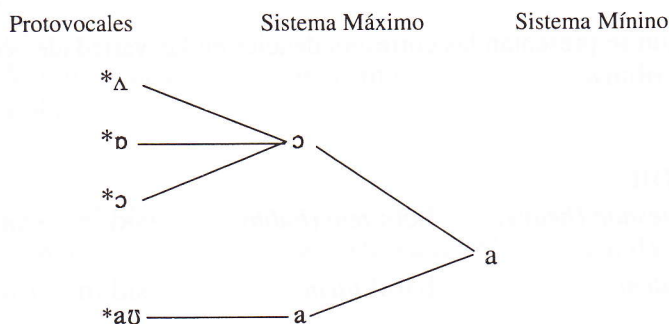 Protovocales Sistema Máximo Sistema Mínino
*ʌ
*ɒ ɔ
*ɔ
a
*aʊ a